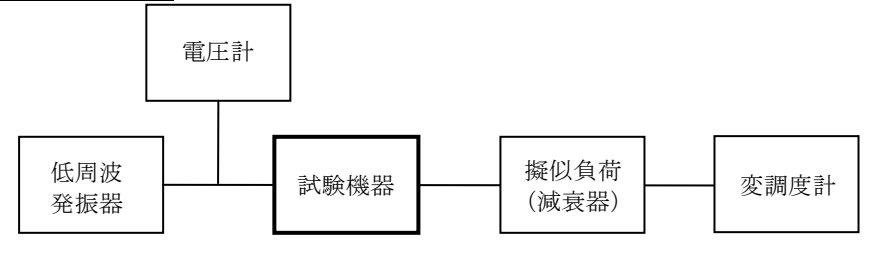 電圧計
低周波
発振器
試験機器
擬似負荷
（減衰器）
変調度計